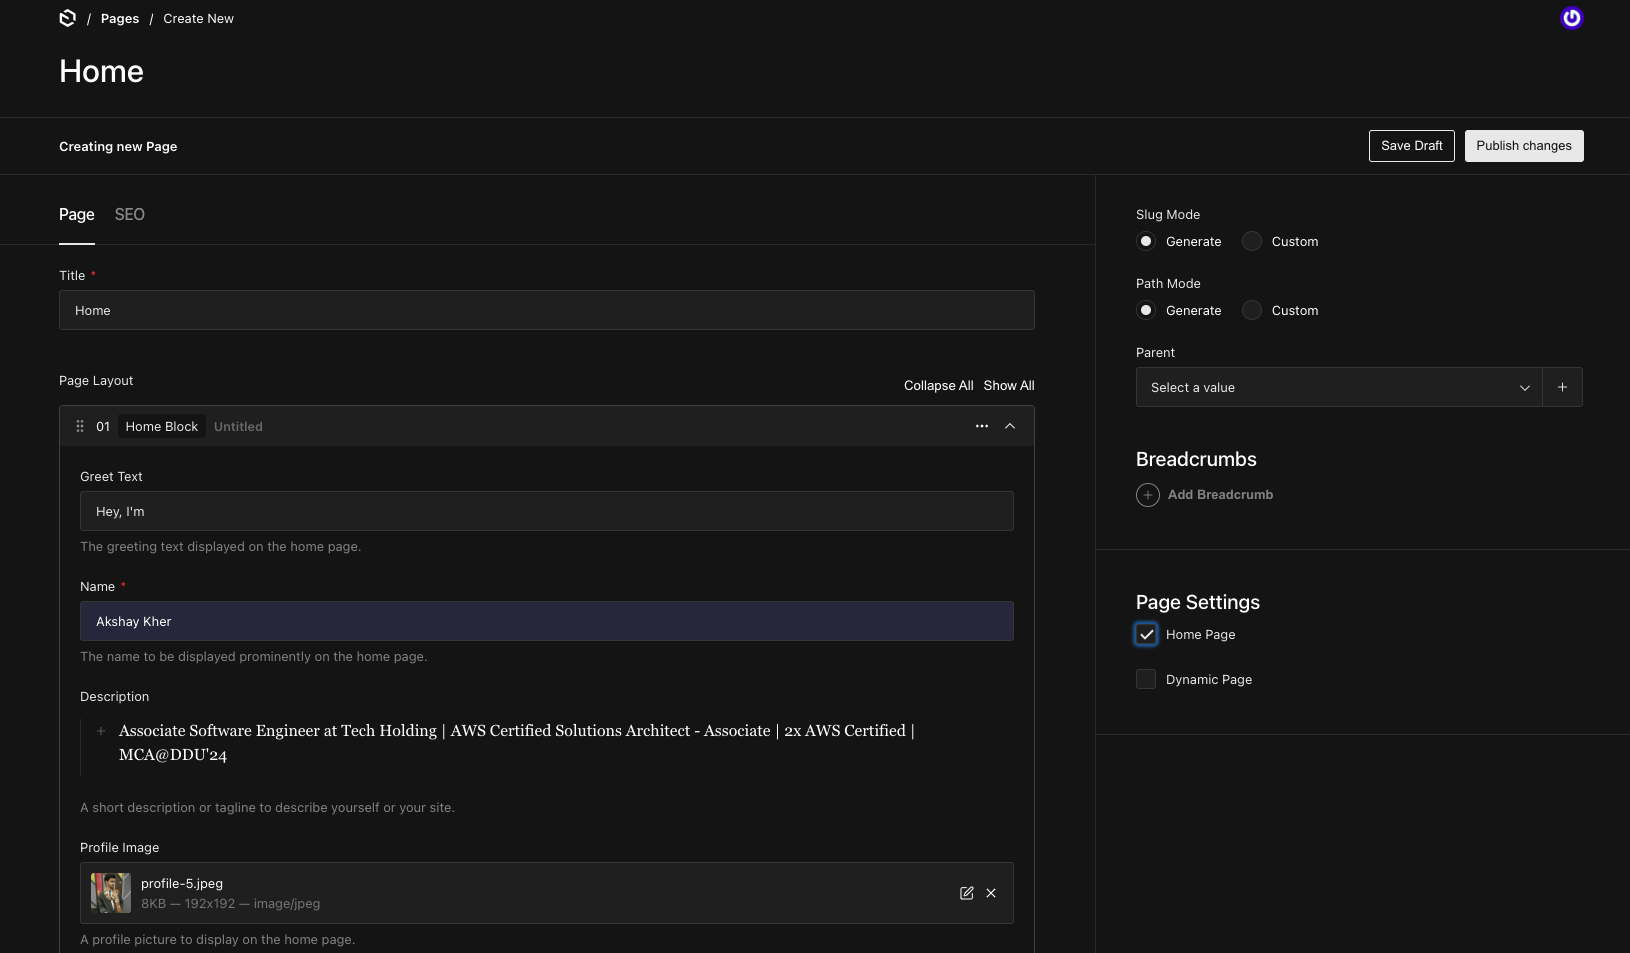 / Pages / Create New
Home
Creating new Page
Save Draft
Publish changes
Page SEO
Title *
Home
Page Layout
Collapse All Show All
01 Home Block Untitled
Greet Text
Hey, I'm
The greeting text displayed on the home page.
Name *
Akshay Kher
The name to be displayed prominently on the home page.
Description
Associate Software Engineer at Tech Holding | AWS Certified Solutions Architect - Associate | 2x AWS Certified |
MCA@DDU'24
A short description or tagline to describe yourself or your site.
Profile Image
profile-5.jpeg
8KB — 192x192 — image/jpeg
A profile picture to display on the home page.
Slug Mode
Generate Custom
Path Mode
Generate Custom
Parent
Select a value
Breadcrumbs
Add Breadcrumb
Page Settings
Home Page
Dynamic Page